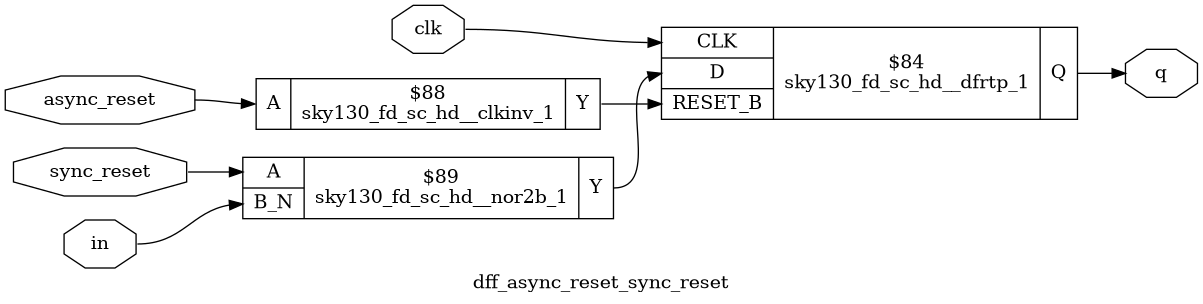 clk
async_reset
sync_reset
in
A
$88
sky130_fd_sc_hd__clkinv_1
Y
A
B_N
$89
sky130_fd_sc_hd__nor2b_1
Y
CLK
D
RESET_B
$84
sky130_fd_sc_hd__dfrtp_1
Q
q
dff_async_reset_sync_reset